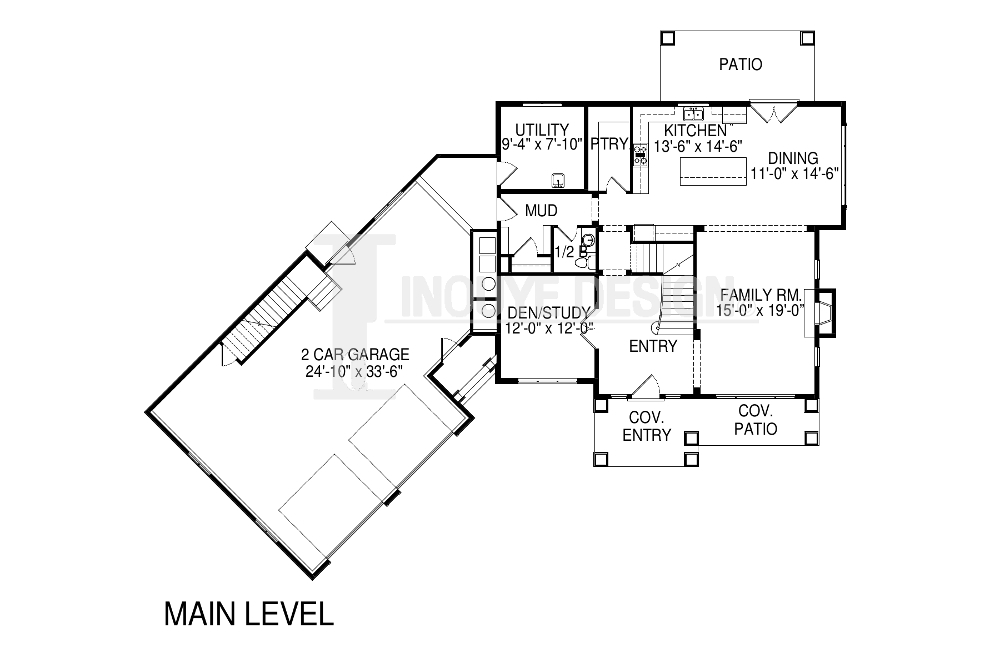 PATIO
UTILITY
9'-4" x 7'-10"
PTRY
KITCHEN
13'-6" x 14'-6"
DINING
11'-0" x 14'-6"
MUD
1/2 B
INOUYE DESIGN
DEN/STUDY
12'-0" x 12'-0"
FAMILY RM.
15'-0" x 19'-0"
ENTRY
2 CAR GARAGE
24'-10" x 33'-6"
COV.
ENTRY
COV.
PATIO
MAIN LEVEL